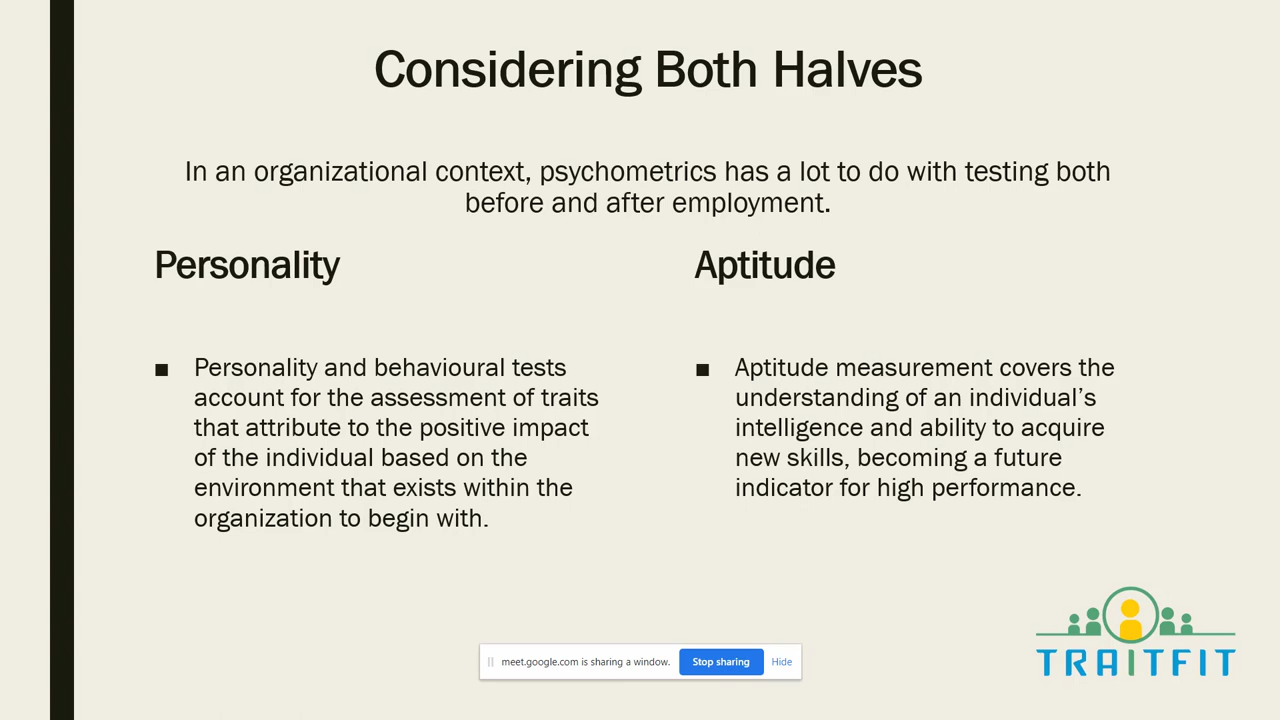 Considering Both Halves
In an organizational context, psychometrics has a lot to do with testing both
before and after employment.
Personality
■ Personality and behavioural tests
account for the assessment of traits
that attribute to the positive impact
of the individual based on the
environment that exists within the
organization to begin with.
Aptitude
■ Aptitude measurement covers the
understanding of an individual’s
intelligence and ability to acquire
new skills, becoming a future
indicator for high performance.
TRAITFIT
meet.google.com is sharing a window. Stop sharing Hide